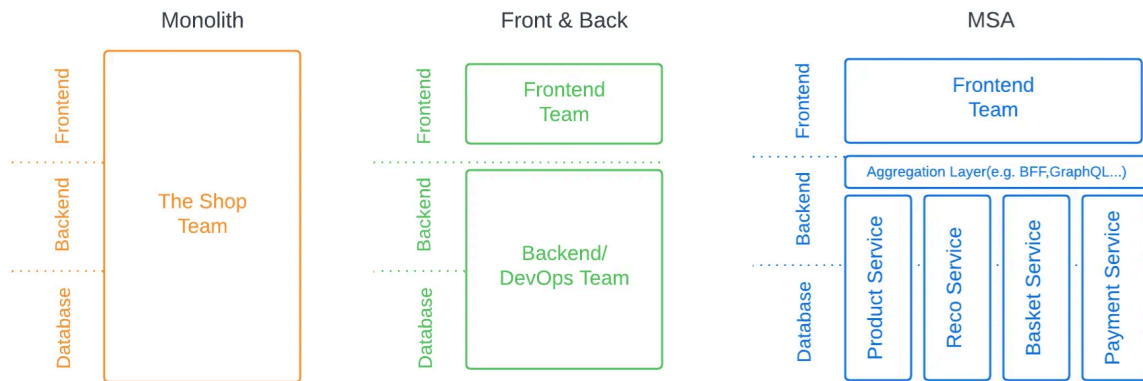 Monolith
Frontend
Backend
Database
The Shop
Team
Front & Back
Frontend
Backend
Database
Frontend
Team
Backend/
DevOps Team
MSA
Frontend
Backend
Database
Frontend
Team
Aggregation Layer(e.g. BFF,GraphQL...)
Product Service
Reco Service
Basket Service
Payment Service